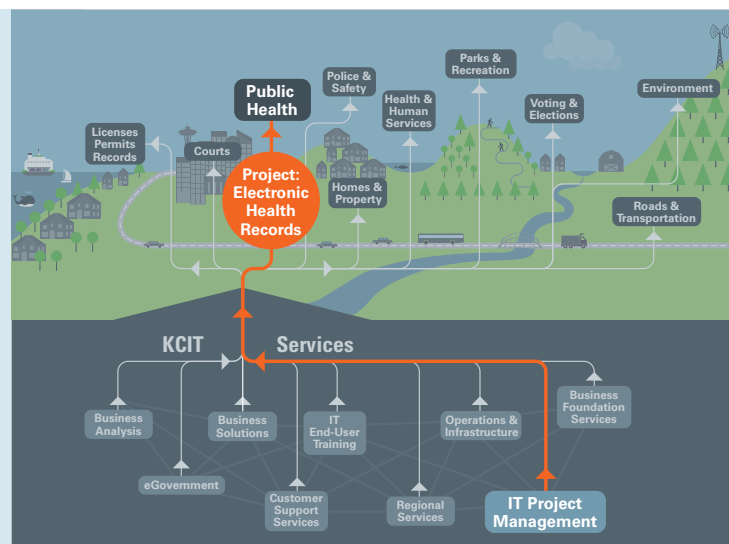 Parks &
Recreation
Police &
Safety
Public
Health
Health &
Human
Services
Environment
Voting &
Elections
Licenses
Permits
Records
Courts
Project:
Electronic
Health
Records
Homes &
Property
Roads &
Transportation
KCIT Services
Business
Analysis
Business
Solutions
IT
End-User
Training
Operations &
Infrastructure
Business
Foundation
Services
eGovernment
Customer
Support
Services
Regional
Services
IT Project
Management